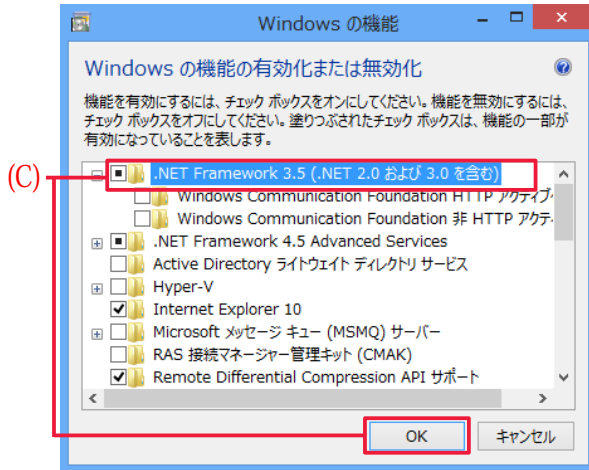 Windows の機能
Windows の機能の有効化または無効化
機能を有効にするには、チェック ボックスをオンにしてください。機能を無効にするには、
チェック ボックスをオフにしてください。塗りつぶされたチェック ボックスは、機能の一部が
有効になっていることを表します。
(C)
.NET Framework 3.5 (.NET 2.0 および 3.0 を含む)
Windows Communication Foundation HTTP アクティブ
Windows Communication Foundation 非 HTTP アクテ
.NET Framework 4.5 Advanced Services
Active Directory ライトウェイト ディレクトリ サービス
Hyper-V
Internet Explorer 10
Microsoft メッセージ キュー (MSMQ) サーバー
RAS 接続マネージャー管理キット (CMAK)
Remote Differential Compression API サポート
OK
キャンセル